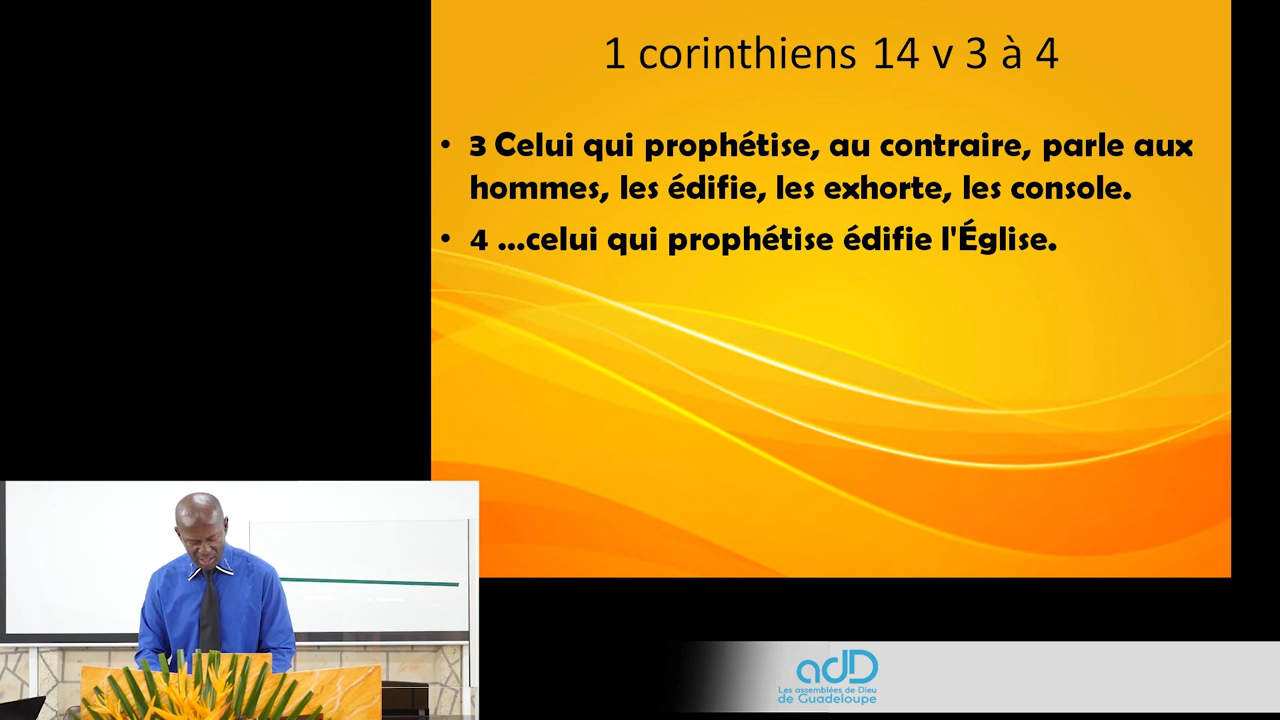 1 corinthiens 14 v 3 à 4
• 3 Celui qui prophétise, au contraire, parle aux
hommes, les édifie, les exhorte, les console.
• 4 ...celui qui prophétise édifie l'Église.
adD
Les assemblées de Dieu
de Guadeloupe